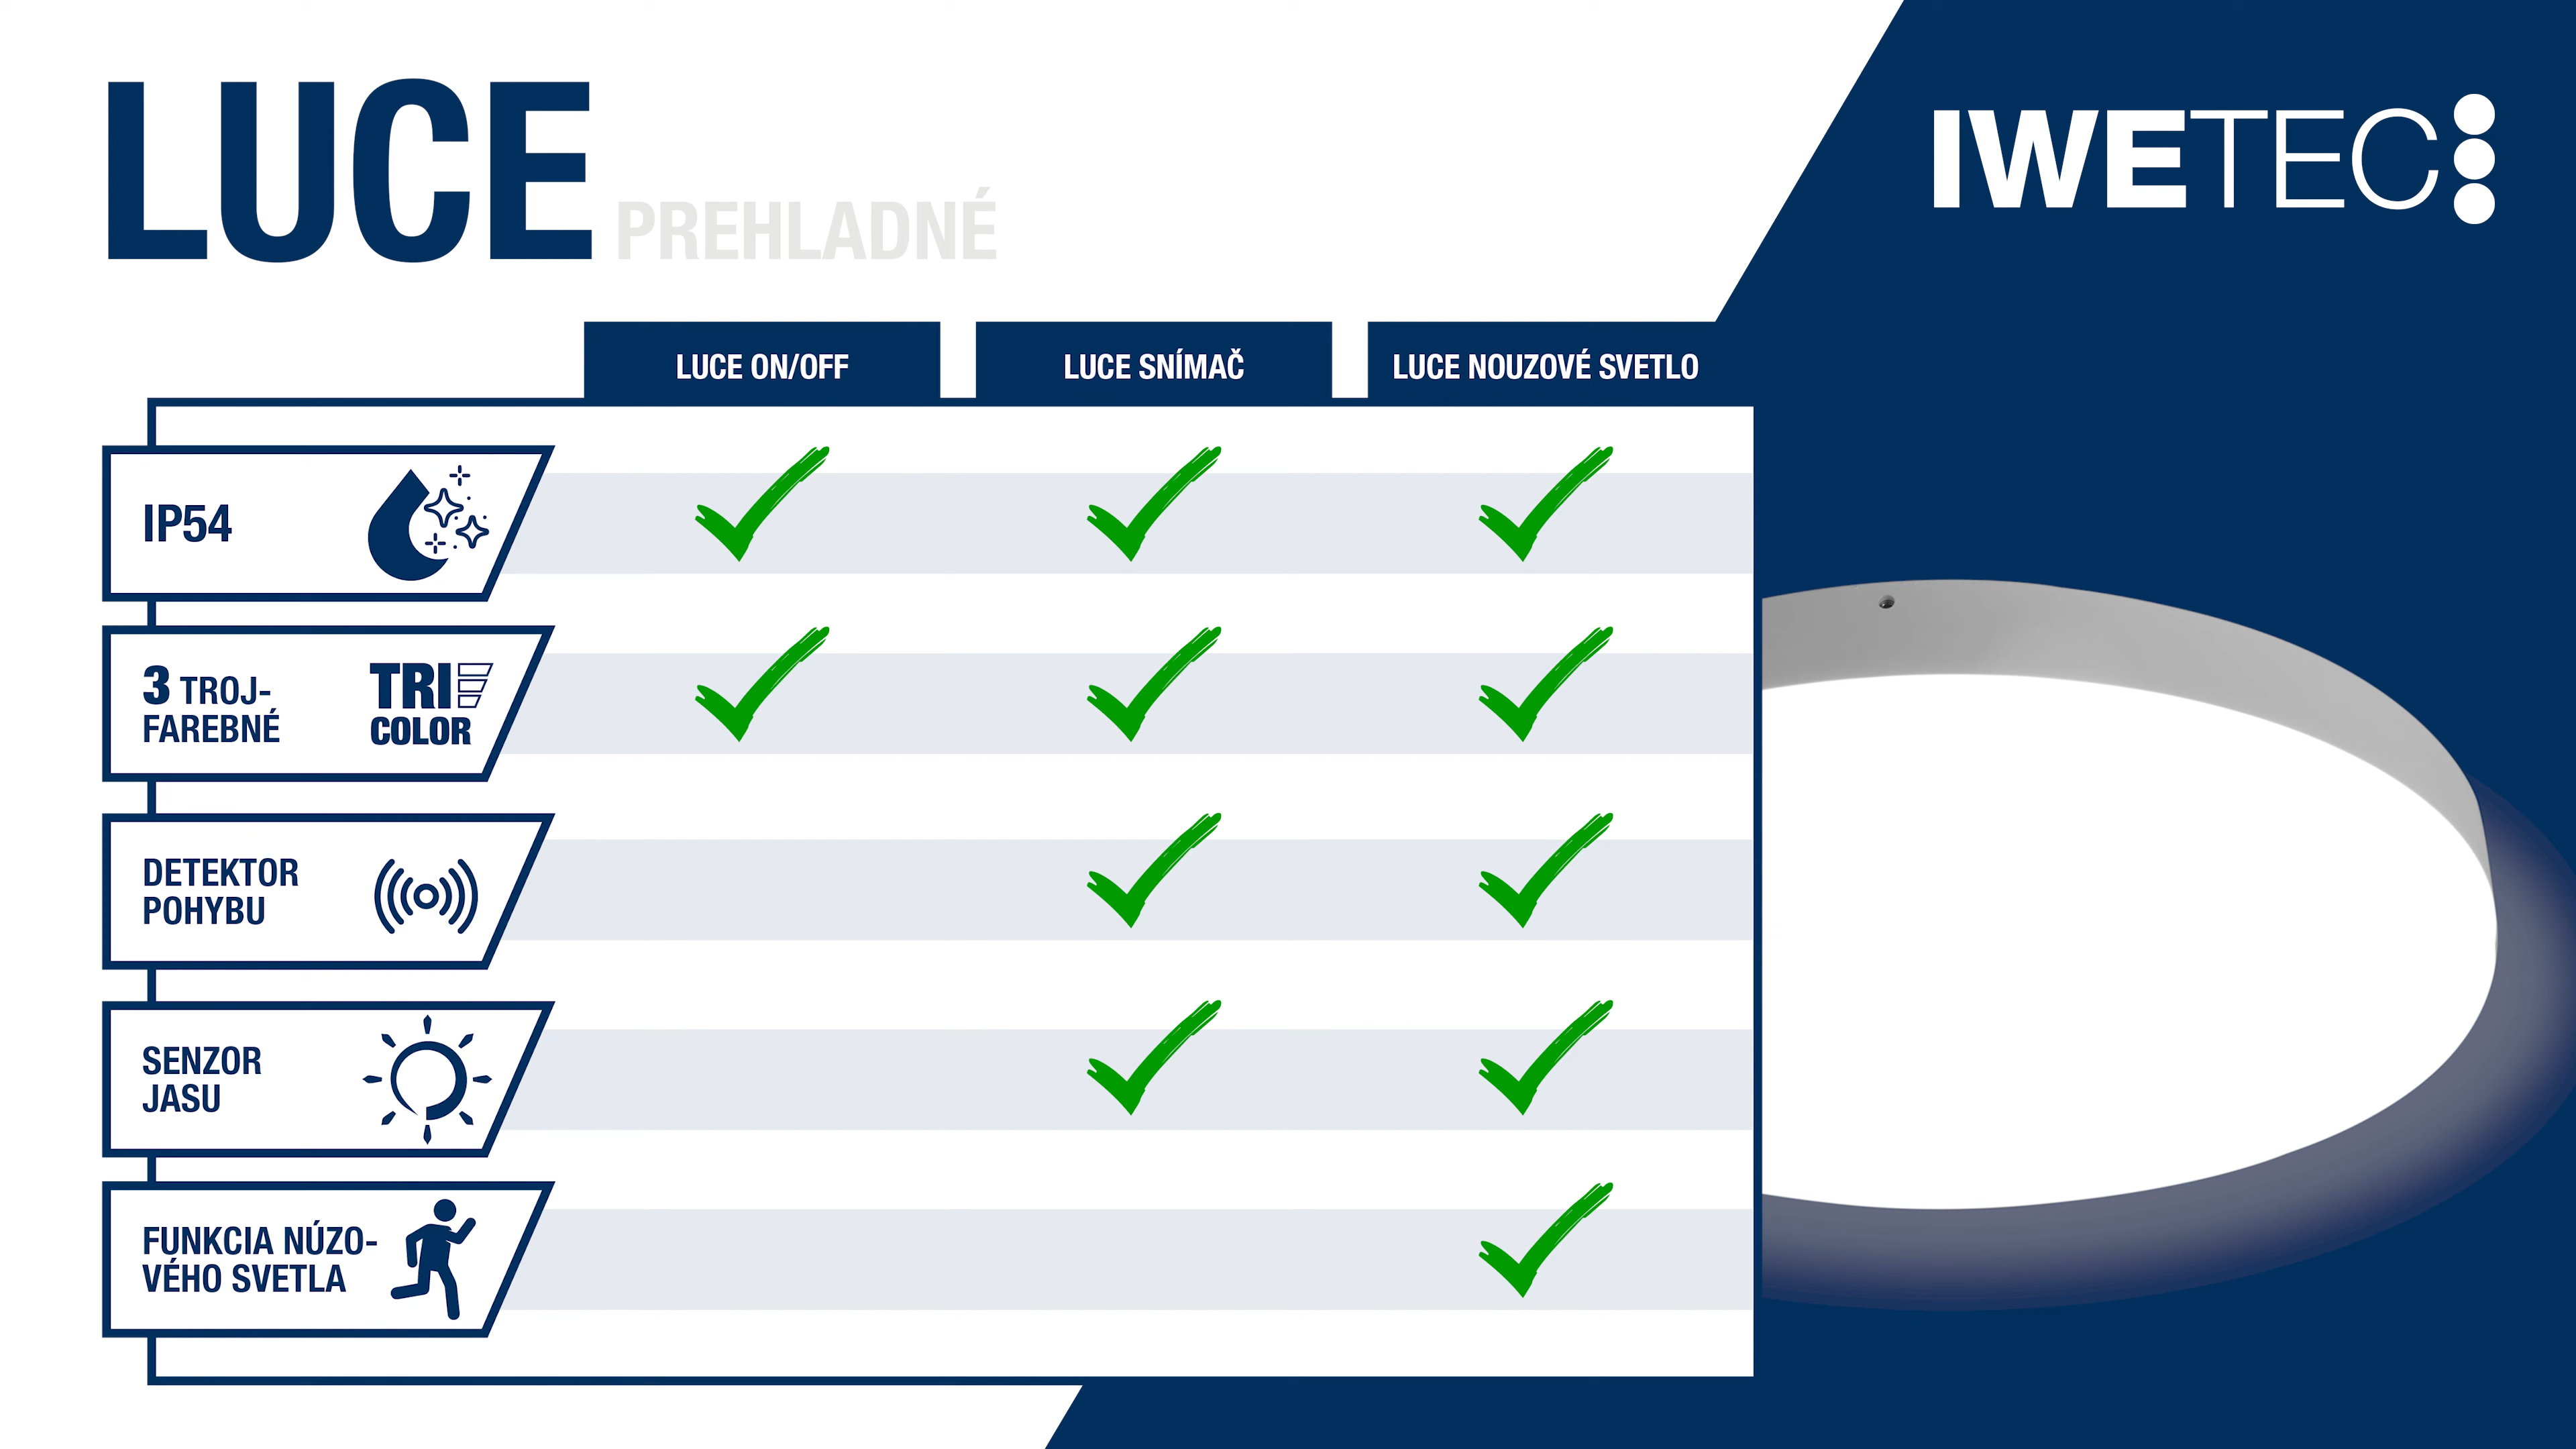 LUCE PREHLADNÉ
IWETEC
LUCE ON/OFF
LUCE SNÍMAČ
LUCE NOUZOVÉ SVETLO
IP54
3 TROJ-
FAREBNÉ
TRI
COLOR
DETEKTOR
POHYBU
SENZOR
JASU
FUNKCIA NÚZO-
VÉHO SVETLA